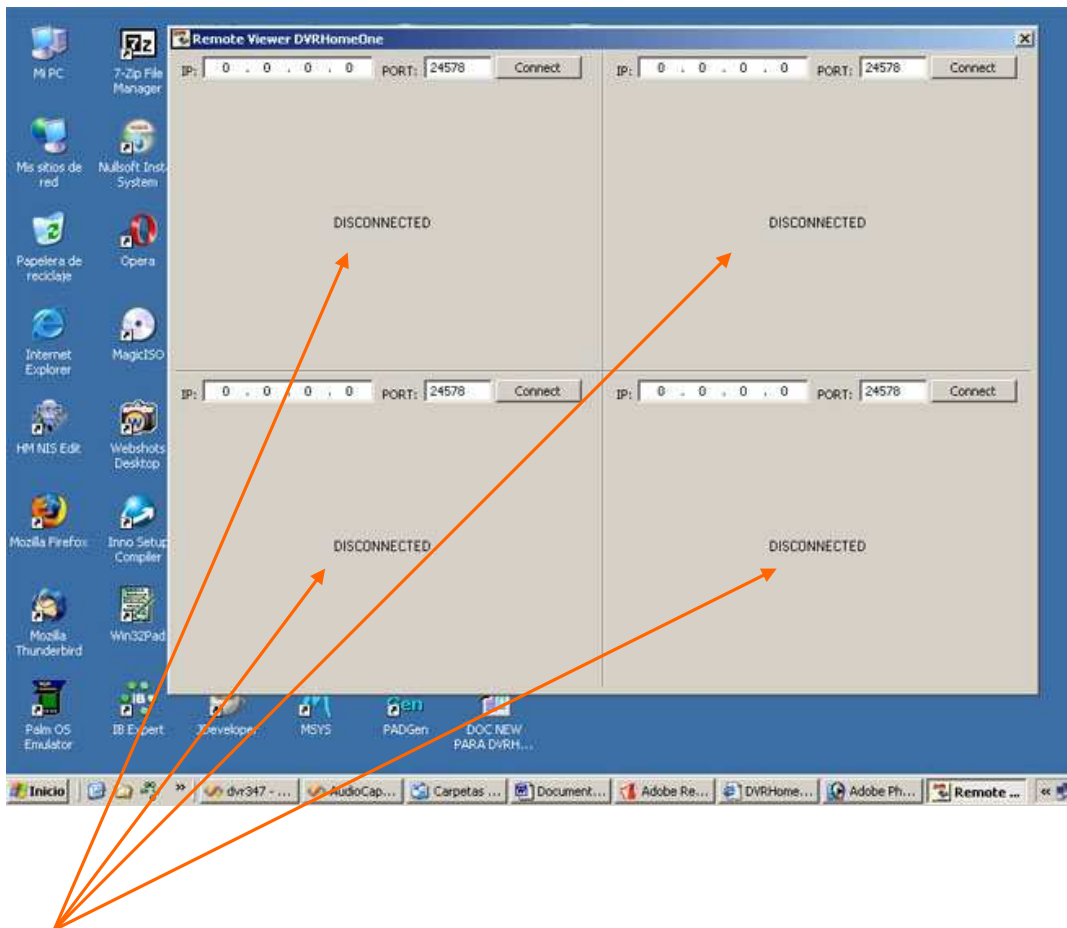 Remote Viewer DVRHomeOne
IP: 0 . 0 . 0 . 0 PORT: 24578 Connect
IP: 0 . 0 . 0 . 0 PORT: 24578 Connect
DISCONNECTED
DISCONNECTED
IP: 0 . 0 . 0 . 0 PORT: 24578 Connect
IP: 0 . 0 . 0 . 0 PORT: 24578 Connect
DISCONNECTED
DISCONNECTED
Mi PC
7-Zip File
Manager
Mis sitios de
red
Nullsoft Inst
System
Papelera de
reciclaje
Opera
Internet
Explorer
MagicISO
HM NIS Edit
Webshots
Desktop
Mozilla Firefox
Inno Setup
Compiler
Mozilla
Thunderbird
Win32Pad
Palm OS
Emulator
IB Expert
JDeveloper
MSYS
PADGen
DOC NEW
PARA DVRH...
Inicio
»
dvr347 - ...
AudioCap...
Carpetas ...
Document...
Adobe Re...
DVRHome...
Adobe Ph...
Remote ...
«